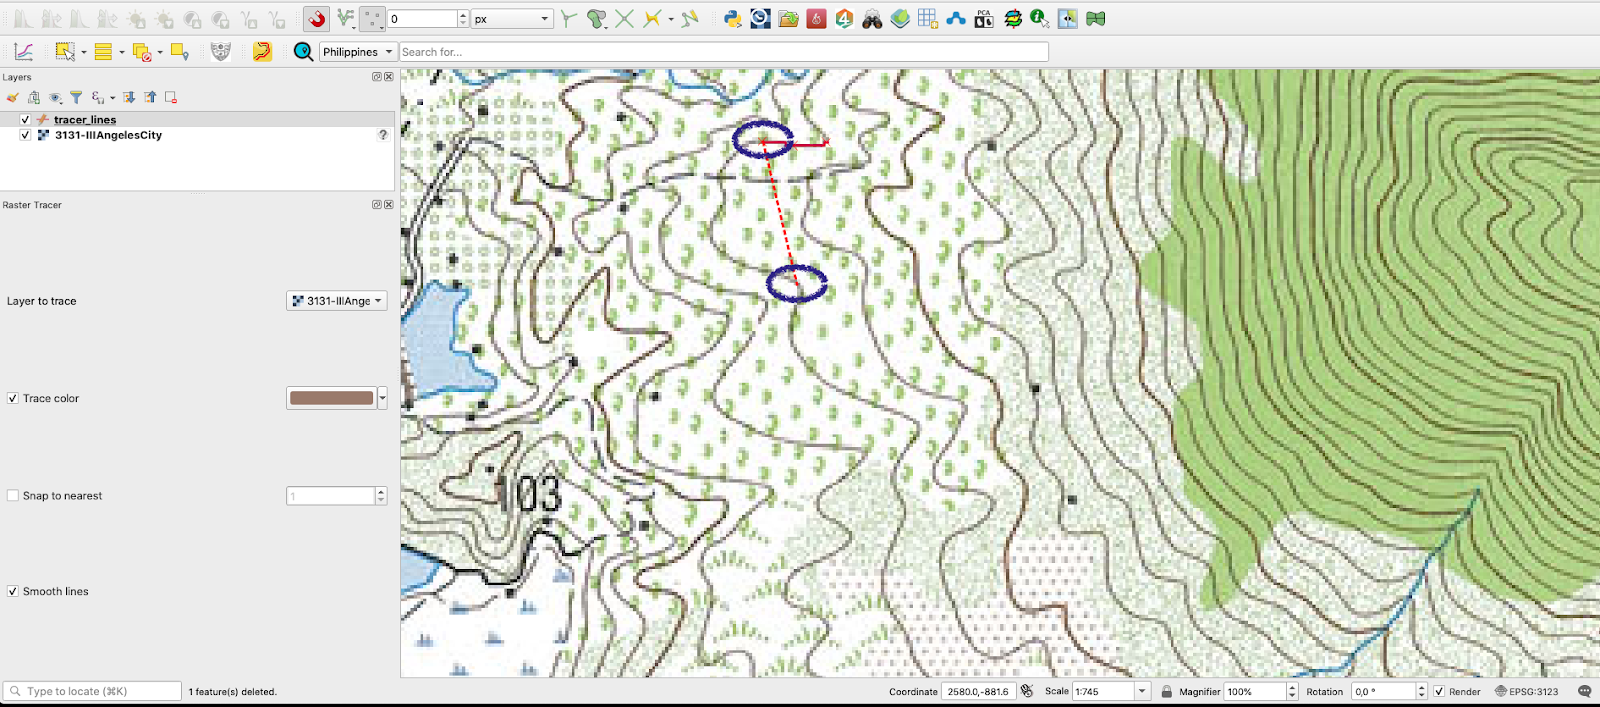 0
px
4
PCA
Philippines
Search for...
Layers
tracer_lines
3131-IIIAngelesCity
?
Raster Tracer
Layer to trace
3131-IIIAnge
Trace color
Snap to nearest
1
Smooth lines
103
Type to locate (⌘K)
1 feature(s) deleted.
Coordinate
2580.0,-881.6
Scale
1:745
Magnifier
100%
Rotation
0,0 °
Render
EPSG:3123